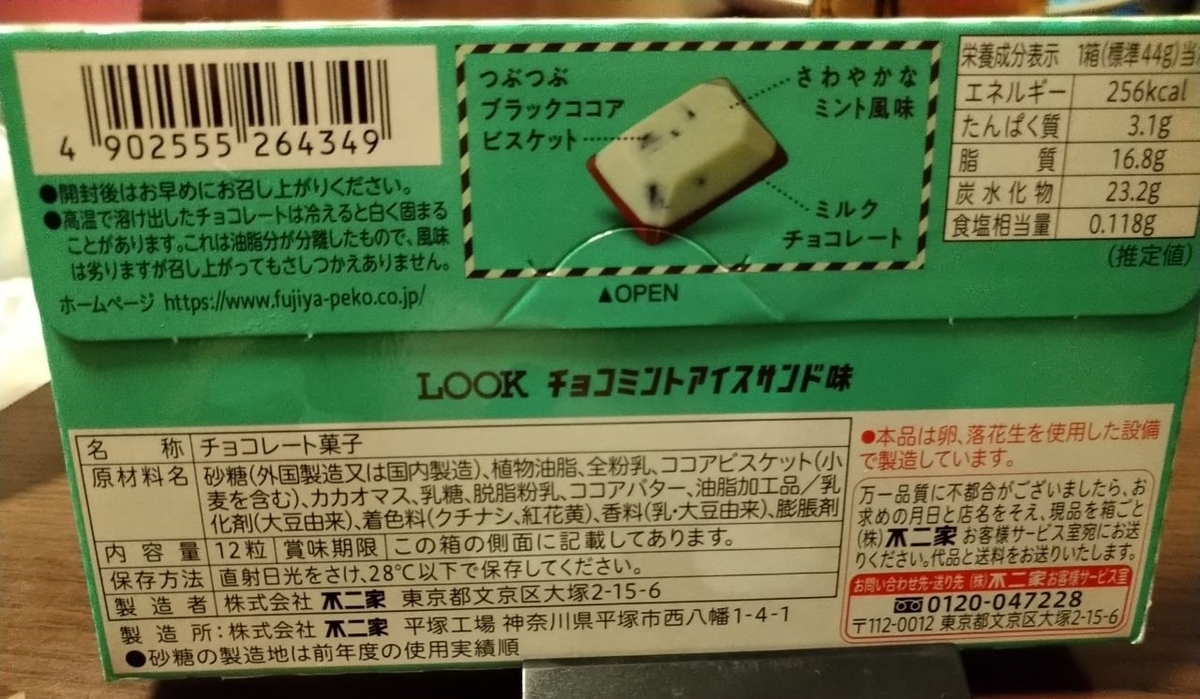 4 902555 264349
●開封後はお早めにお召し上がりください。
●高温で溶け出したチョコレートは冷えると白く固まる
ことがあります。これは油脂分が分離したもので、風味
は劣りますが召し上がってもさしつかえありません。
ホームページ https://www.fujiya-peko.co.jp/
つぶつぶ
ブラックココア
ビスケット
さわやかな
ミント風味
ミルク
チョコレート
▲OPEN
栄養成分表示 1箱(標準44g)当
エネルギー 256kcal
たんぱく質 3.1g
脂質 16.8g
炭水化物 23.2g
食塩相当量 0.118g
(推定値)
LOOK チョコミントアイスサンド味
名称 チョコレート菓子
原材料名 砂糖(外国製造又は国内製造)、植物油脂、全粉乳、ココアビスケット(小
麦を含む)、カカオマス、乳糖、脱脂粉乳、ココアバター、油脂加工品/乳
化剤(大豆由来)、着色料(クチナシ、紅花黄)、香料(乳・大豆由来)、膨脹剤
内容量 12粒 賞味期限 この箱の側面に記載してあります。
保存方法 直射日光をさけ、28℃以下で保存してください。
製造者 株式会社 不二家 東京都文京区大塚2-15-6
製造所:株式会社 不二家 平塚工場 神奈川県平塚市西八幡1-4-1
●砂糖の製造地は前年度の使用実績順
●本品は卵、落花生を使用した設備
で製造しています。
万一品質に不都合がございましたら、お
求めの月日と店名をそえ、現品を箱ごと
(株)不二家 お客様サービス室宛にお送
りください。代品と送料をお送りいたします。
お問い合わせ先・送り先 (株)不二家お客様サービス室
0120-047228
〒112-0012 東京都文京区大塚2-15-6